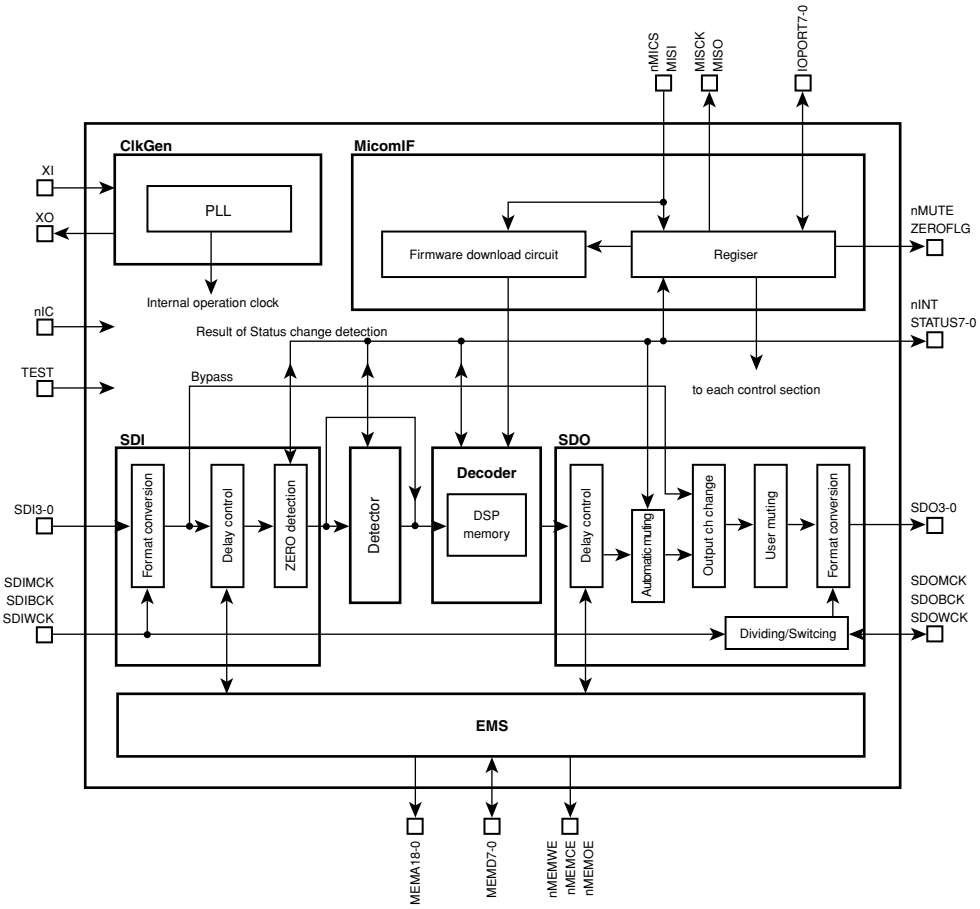 nMICS
MISI
MISCK
MISO
IOPORT7-0
ClkGen
MicomIF
XI
PLL
XO
nMUTE
ZEROFLG
Firmware download circuit
Regiser
Internal operation clock
nIC
nINT
Result of Status change detection
STATUS7-0
TEST
Bypass
to each control section
SDI
SDO
Decoder
Format conversion
Delay control
ZERO detection
Detector
DSP
memory
Delay control
Automatic muting
Output ch change
User muting
Format conversion
SDI3-0
SDO3-0
SDIMCK
SDIBCK
SDIWCK
SDOMCK
SDOBCK
SDOWCK
Dividing/Switcing
EMS
MEMA18-0
MEMD7-0
nMEMWE
nMEMCE
nMEMOE